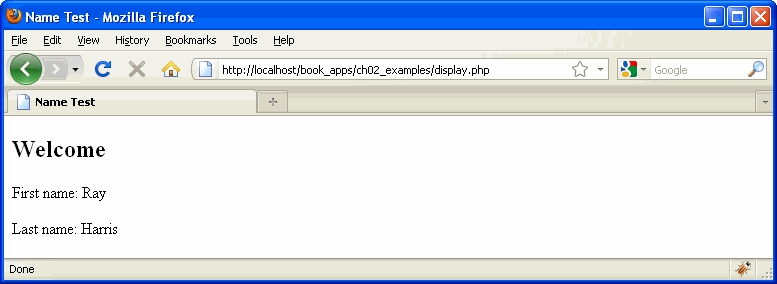 Name Test - Mozilla Firefox
File Edit View History Bookmarks Tools Help
http://localhost/book_apps/ch02_examples/display.php Google
Name Test
Welcome
First name: Ray
Last name: Harris
Done